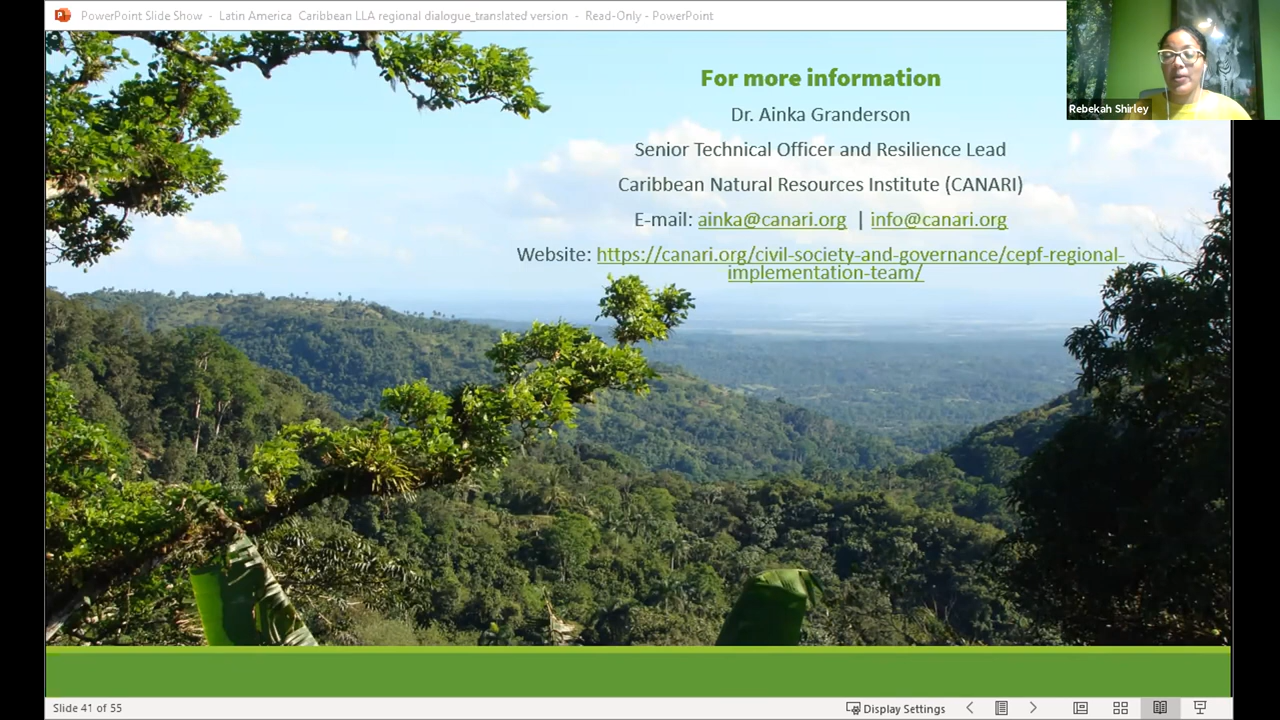 PowerPoint Slide Show - Latin America Caribbean LLA regional dialogue_translated version - Read-Only - PowerPoint
Rebekah Shirley
For more information
Dr. Ainka Granderson
Senior Technical Officer and Resilience Lead
Caribbean Natural Resources Institute (CANARI)
E-mail: ainka@canari.org | info@canari.org
Website: https://canari.org/civil-society-and-governance/cepf-regional-
implementation-team/
Slide 41 of 55
Display Settings